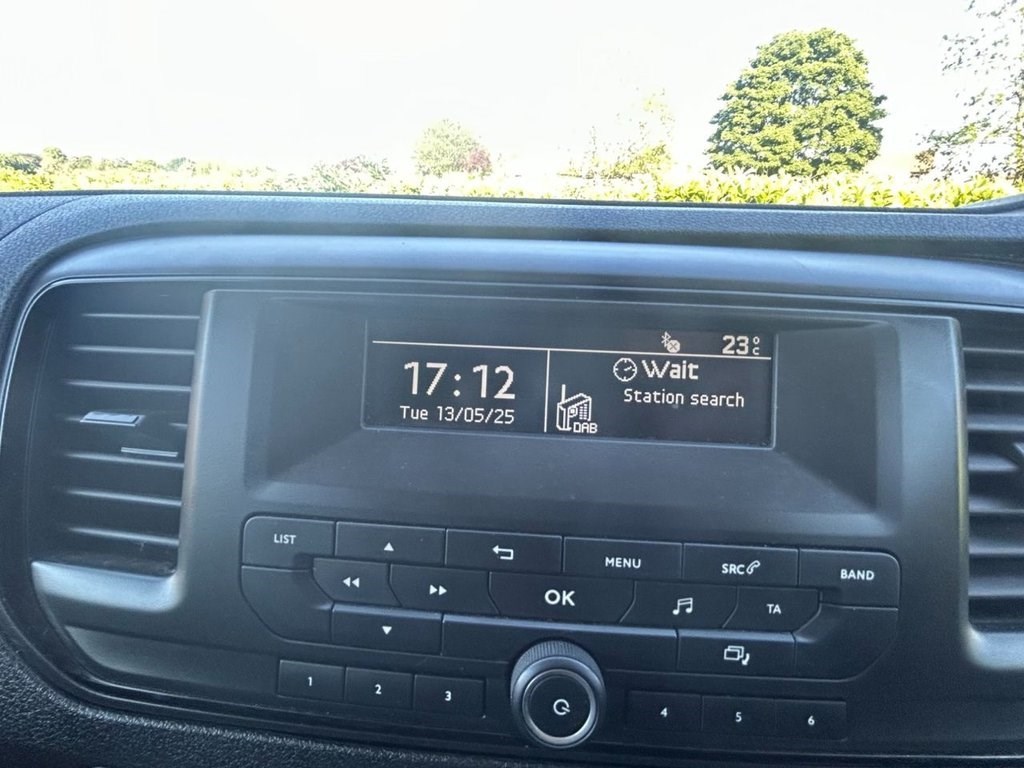 23°C
17:12
Wait
Station search
Tue 13/05/25
DAB
LIST
MENU
SRC
BAND
OK
TA
1
2
3
4
5
6